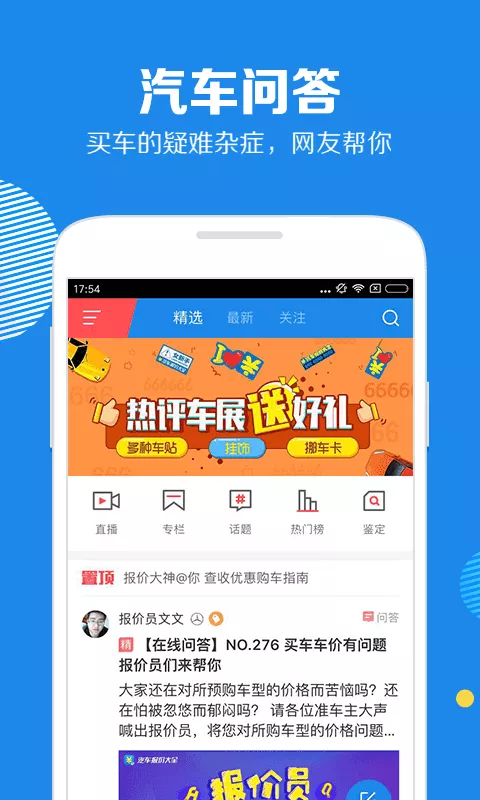 汽车问答
买车的疑难杂症，网友帮你
17:54
精选 最新 关注
女新手
666666
热评车展送好礼
多种车贴 挂饰 挪车卡
直播 专栏 话题 热门榜 鉴定
置顶 报价大神@你 查收优惠购车指南
报价员文文 问答
精 【在线问答】NO.276 买车车价有问题
报价员们来帮你
大家还在对所预购车型的价格而苦恼吗？还
在怕被忽悠而郁闷吗？ 请各位准车主大声
喊出报价员，将您对所购车型的价格问题...
汽车报价大全
报价员